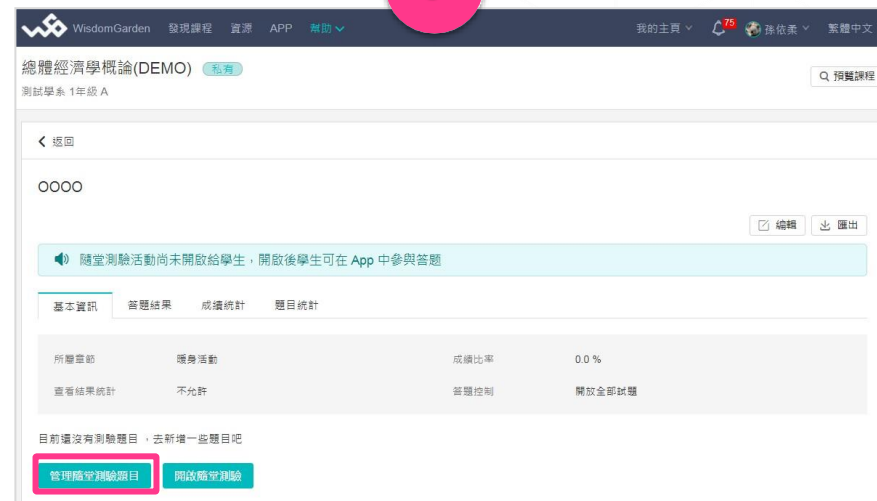 WisdomGarden 發現課程 資源 APP 幫助 我的主頁 75 孫依柔 繁體中文
總體經濟學概論(DEMO) 私有
測試學系 1年級 A 預覽課程
返回
OOOO
編輯 匯出
隨堂測驗活動尚未開啟給學生，開啟後學生可在 App 中參與答題
基本資訊 答題結果 成績統計 題目統計
所屬章節 暖身活動 成績比率 0.0 %
查看結果統計 不允許 答題控制 開放全部試題
目前還沒有測驗題目，去新增一些題目吧
管理隨堂測驗題目 開啟隨堂測驗